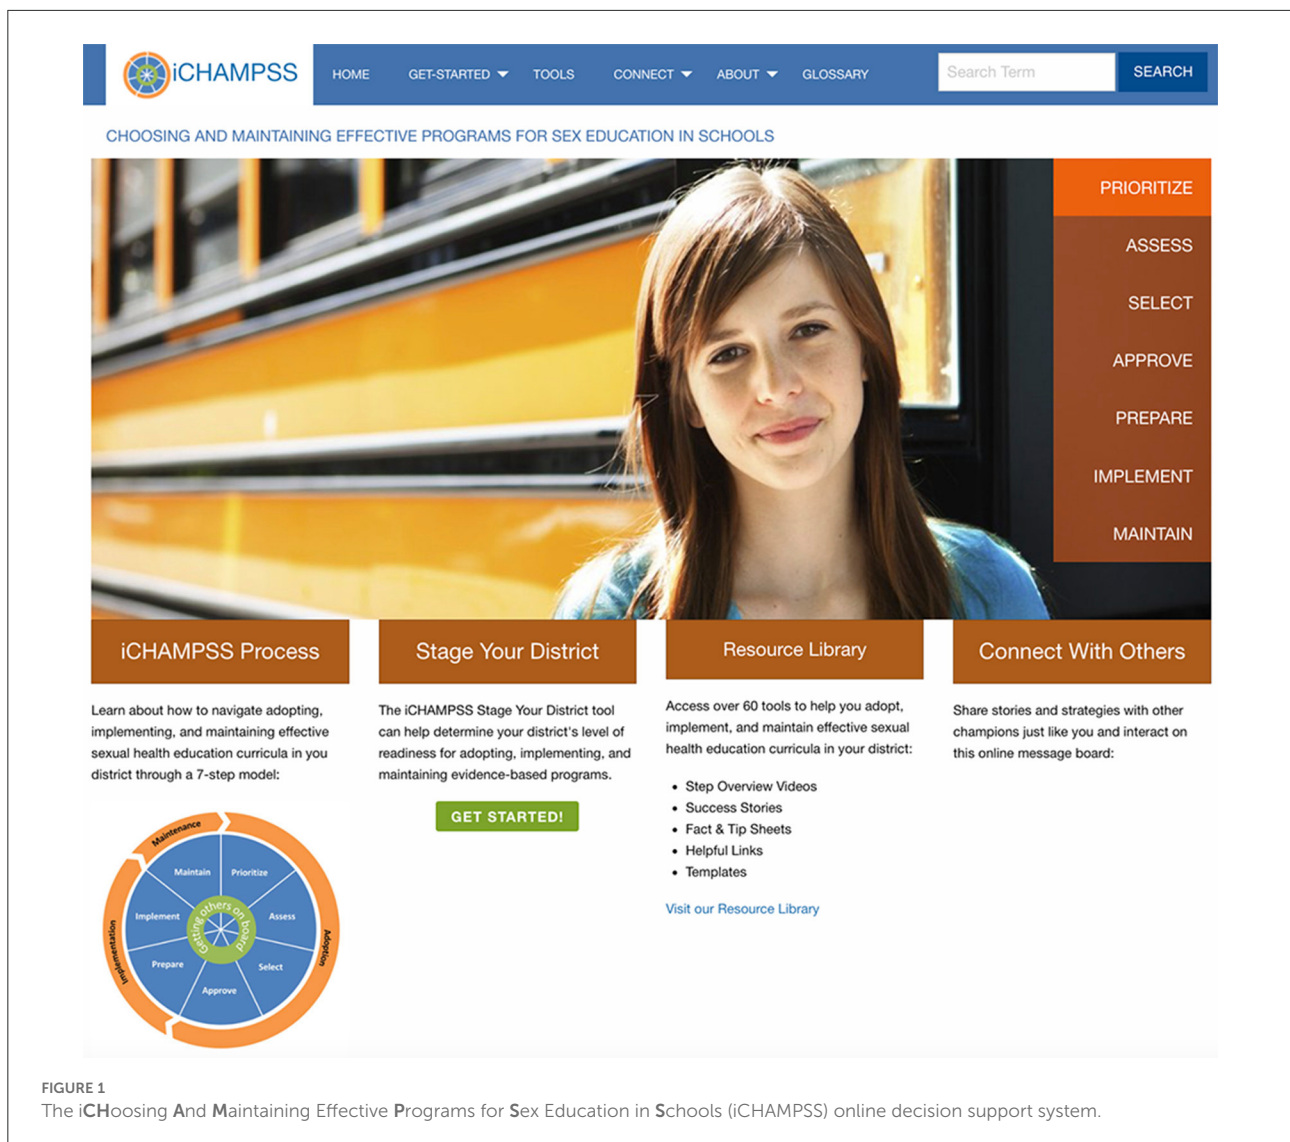 iCHAMPSS
HOME
GET-STARTED
TOOLS
CONNECT
ABOUT
GLOSSARY
Search Term
SEARCH
CHOOSING AND MAINTAINING EFFECTIVE PROGRAMS FOR SEX EDUCATION IN SCHOOLS
PRIORITIZE
ASSESS
SELECT
APPROVE
PREPARE
IMPLEMENT
MAINTAIN
iCHAMPSS Process
Learn about how to navigate adopting,
implementing, and maintaining effective
sexual health education curricula in you
district through a 7-step model:
Maintenance
Adoption
Implementation
Maintain
Prioritize
Implement
Assess
Prepare
Select
Approve
Getting others on board
Stage Your District
The iCHAMPSS Stage Your District tool
can help determine your district's level of
readiness for adopting, implementing, and
maintaining evidence-based programs.
GET STARTED!
Resource Library
Access over 60 tools to help you adopt,
implement, and maintain effective sexual
health education curricula in your district:
• Step Overview Videos
• Success Stories
• Fact & Tip Sheets
• Helpful Links
• Templates
Visit our Resource Library
Connect With Others
Share stories and strategies with other
champions just like you and interact on
this online message board:
FIGURE 1
The iCHoosing And Maintaining Effective Programs for Sex Education in Schools (iCHAMPSS) online decision support system.